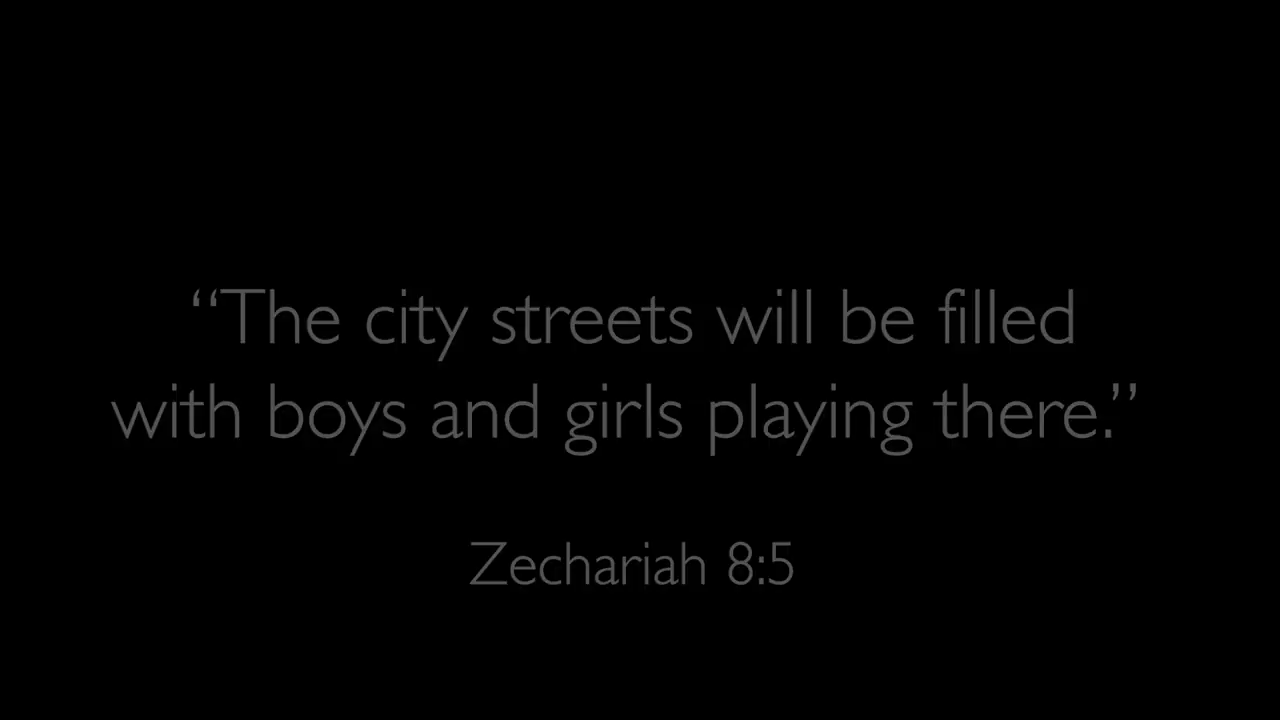 “The city streets will be filled
with boys and girls playing there.”
Zechariah 8:5